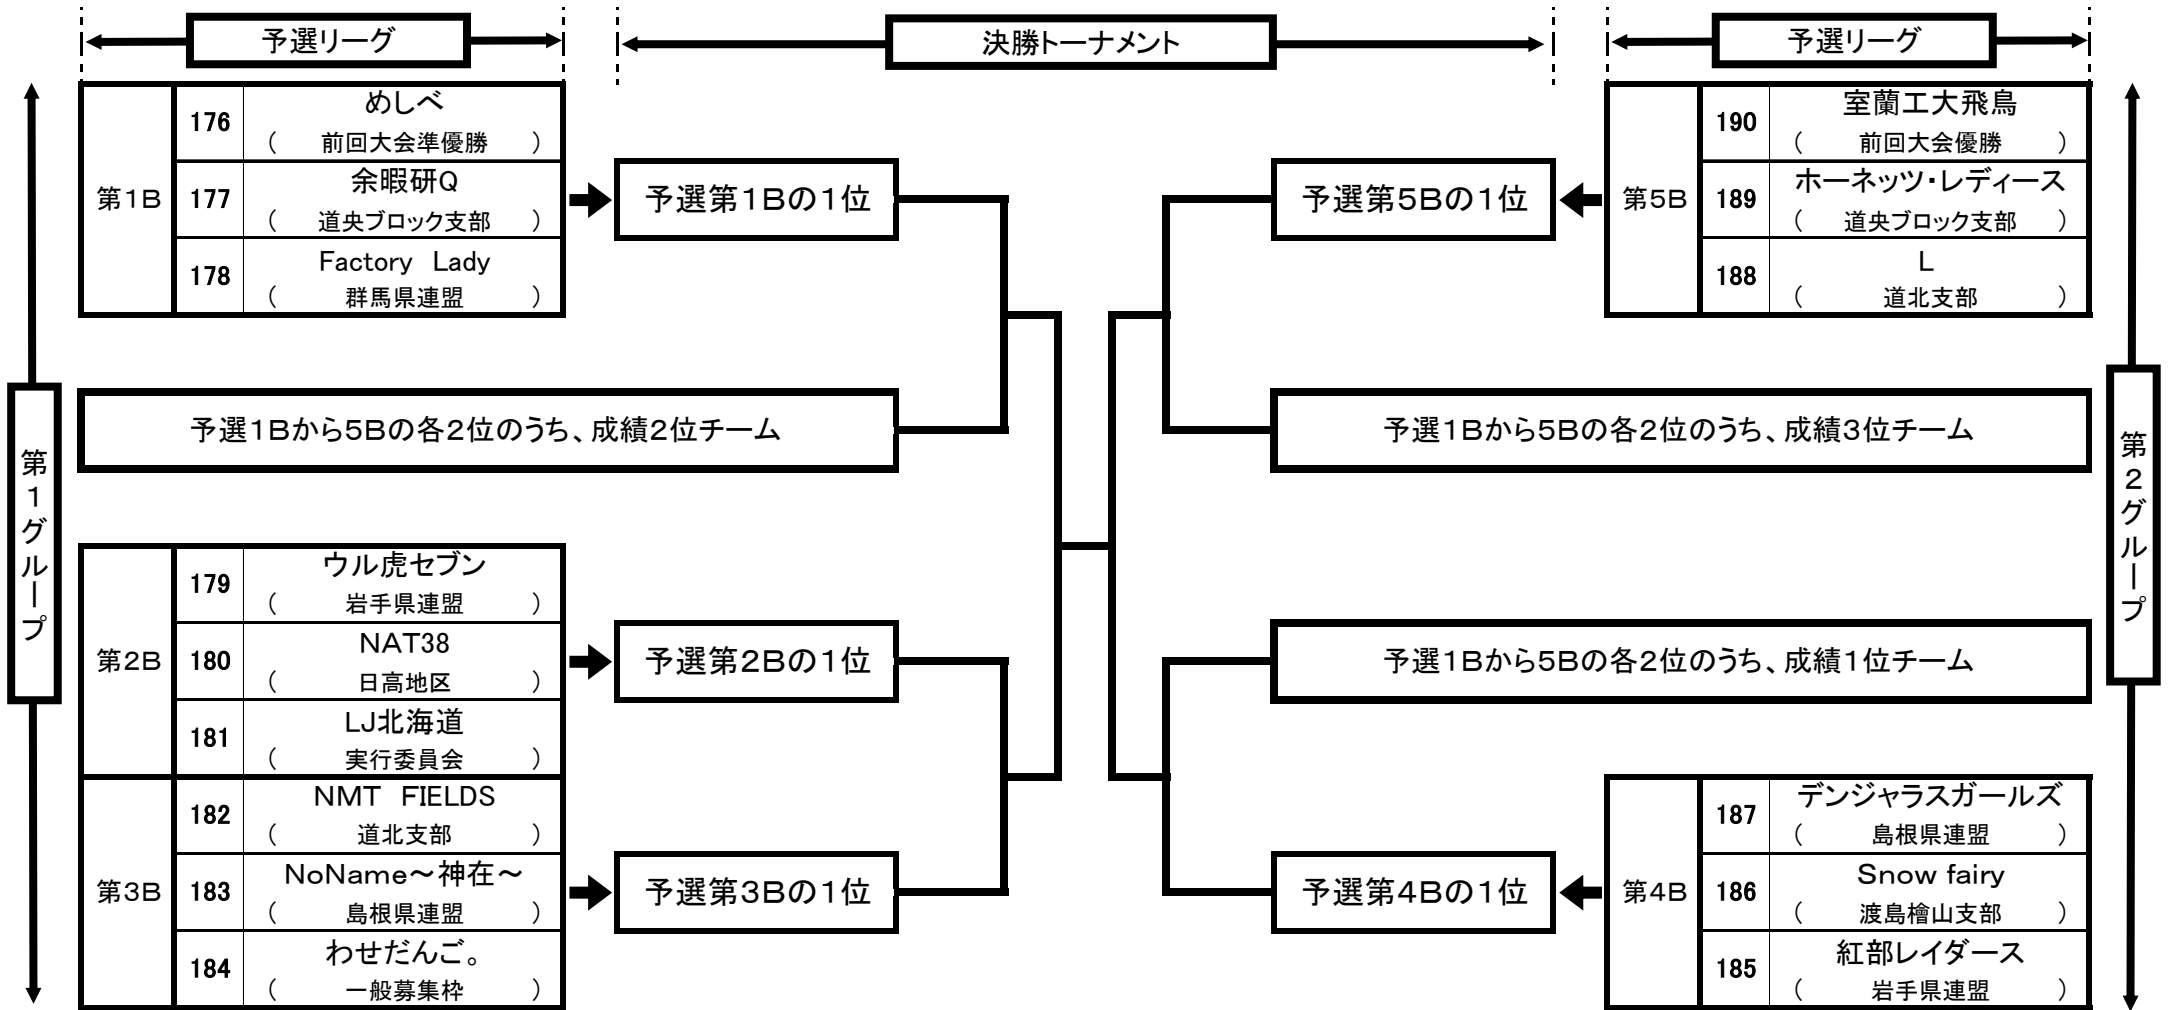 予選リーグ
決勝トーナメント
予選リーグ
第1グループ
第1B
176
めしべ
（　前回大会準優勝　）
177
余暇研Q
（　道央ブロック支部　）
178
Factory　Lady
（　群馬県連盟　）
予選第1Bの1位
予選1Bから5Bの各2位のうち、成績2位チーム
第2B
179
ウル虎セブン
（　岩手県連盟　）
180
NAT38
（　日高地区　）
181
LJ北海道
（　実行委員会　）
予選第2Bの1位
第3B
182
NMT　FIELDS
（　道北支部　）
183
NoName～神在～
（　島根県連盟　）
184
わせだんご。
（　一般募集枠　）
予選第3Bの1位
予選第5Bの1位
第5B
190
室蘭工大飛鳥
（　前回大会優勝　）
189
ホーネッツ・レディース
（　道央ブロック支部　）
188
L
（　道北支部　）
予選1Bから5Bの各2位のうち、成績3位チーム
予選1Bから5Bの各2位のうち、成績1位チーム
予選第4Bの1位
第4B
187
デンジャラスガールズ
（　島根県連盟　）
186
Snow fairy
（　渡島檜山支部　）
185
紅部レイダース
（　岩手県連盟　）
第2グループ